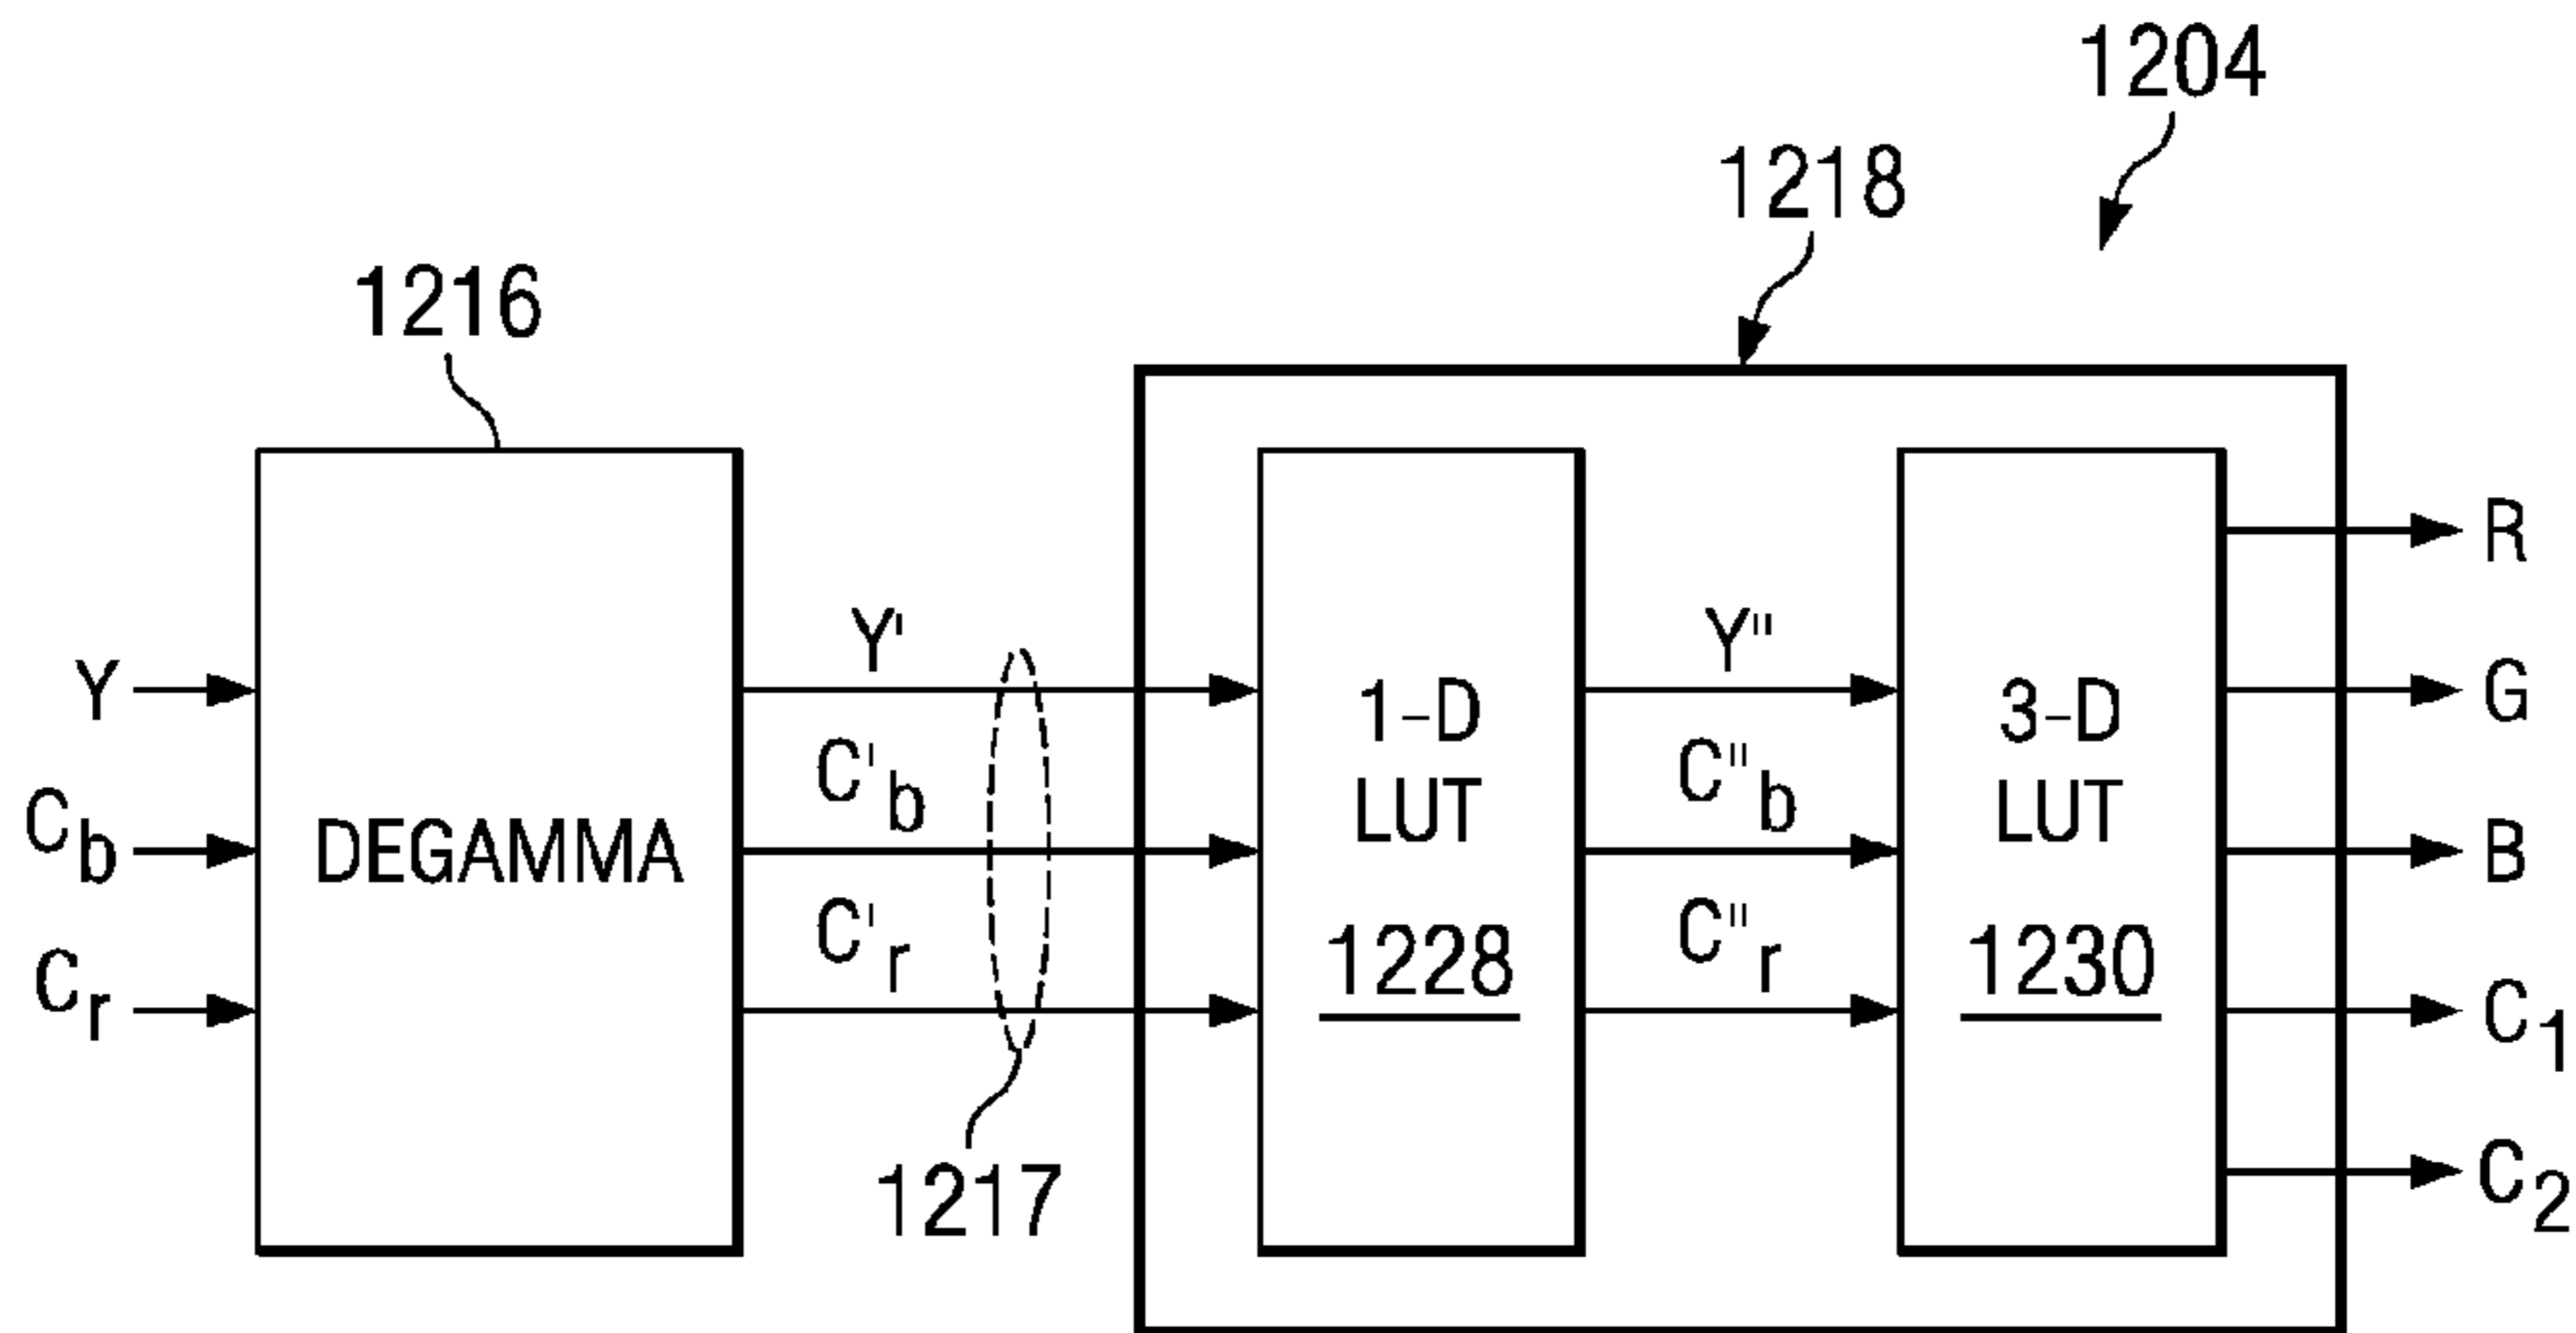 1204
1218
1216
Y
Cb
Cr
DEGAMMA
Y'
C'b
C'r
1217
1-D
LUT
1228
Y"
C"b
C"r
3-D
LUT
1230
R
G
B
C1
C2